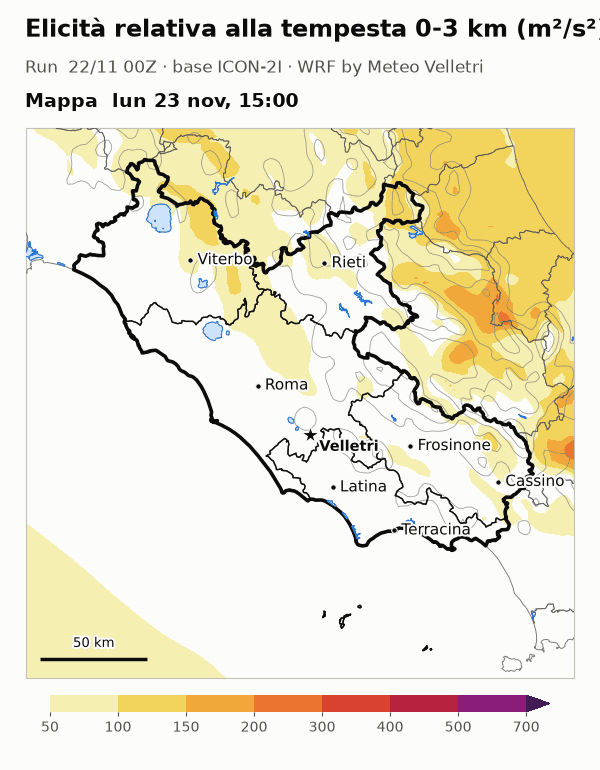 Elicità relativa alla tempesta 0-3 km (m²/s²)
Run 22/11 00Z · base ICON-2I · WRF by Meteo Velletri
Mappa lun 23 nov, 15:00
Viterbo
Rieti
Roma
Velletri
Frosinone
Cassino
Latina
Terracina
50 km
50 100 150 200 300 400 500 700